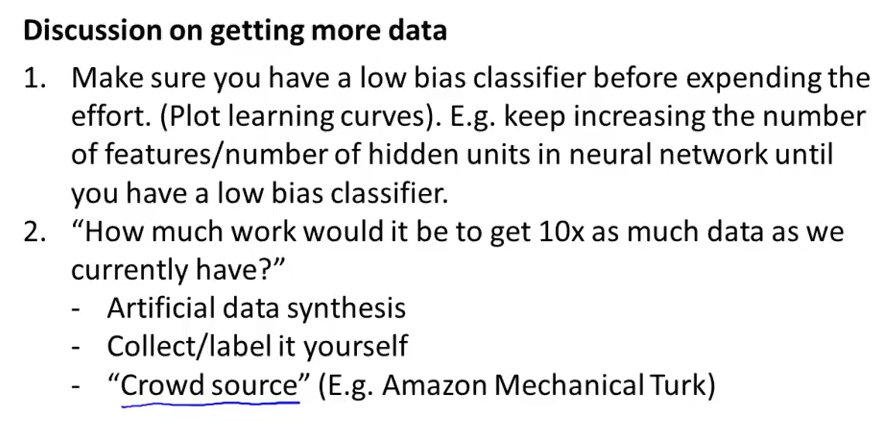 Discussion on getting more data
1. Make sure you have a low bias classifier before expending the
effort. (Plot learning curves). E.g. keep increasing the number
of features/number of hidden units in neural network until
you have a low bias classifier.
2. “How much work would it be to get 10x as much data as we
currently have?”
- Artificial data synthesis
- Collect/label it yourself
- “Crowd source” (E.g. Amazon Mechanical Turk)